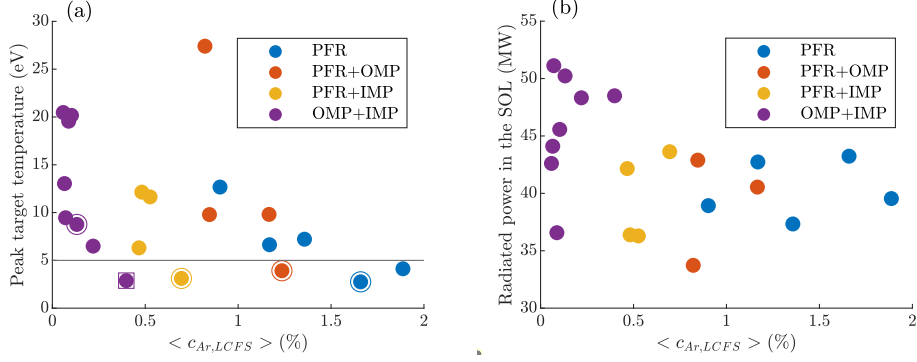 (a)
30
25
20
15
10
5
0
0
0.5
1
1.5
2
Peak target temperature (eV)
< c_{Ar,LCFS} > (%)
PFR
PFR+OMP
PFR+IMP
OMP+IMP
(b)
55
50
45
40
35
30
0
0.5
1
1.5
2
Radiated power in the SOL (MW)
< c_{Ar,LCFS} > (%)
PFR
PFR+OMP
PFR+IMP
OMP+IMP